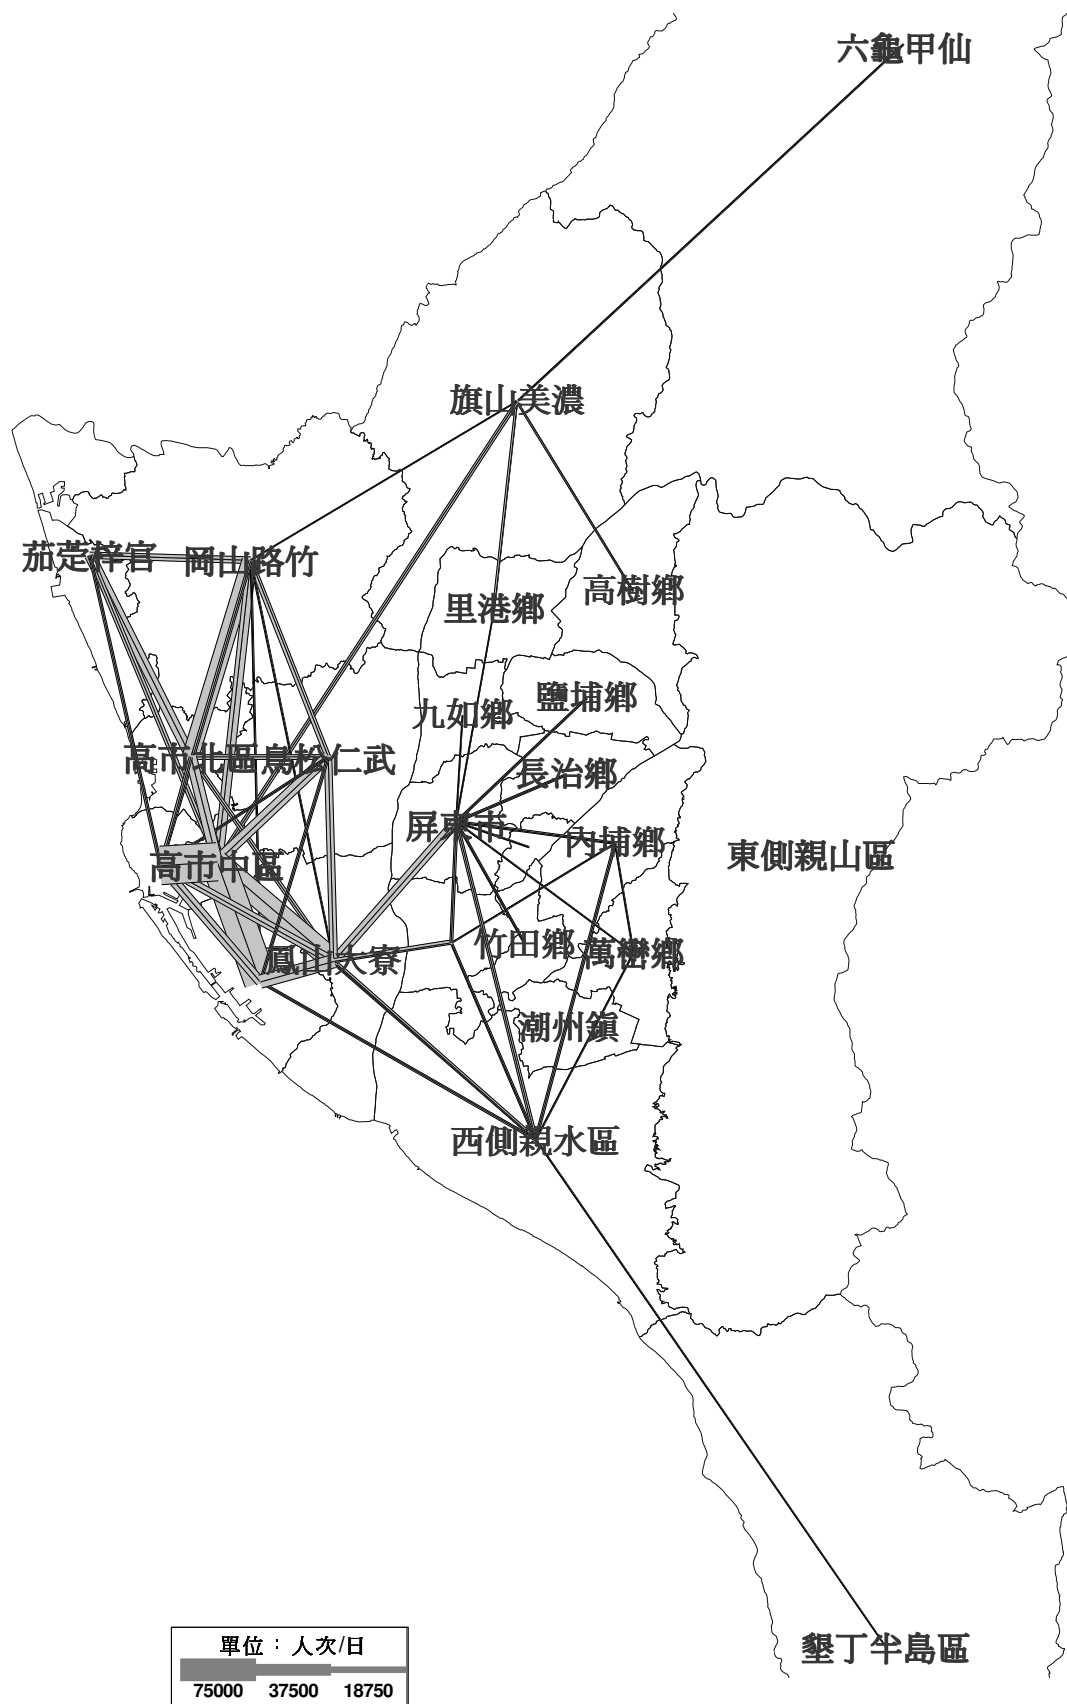 六龜甲仙
旗山美濃
茄萣梓官
岡山路竹
高樹鄉
里港鄉
鹽埔鄉
九如鄉
高市北區
鳥松仁武
長治鄉
屏東市
內埔鄉
東側親山區
高市中區
竹田鄉
萬巒鄉
鳳山大寮
潮州鎮
西側親水區
墾丁半島區
單位：人次/日
75000 37500 18750